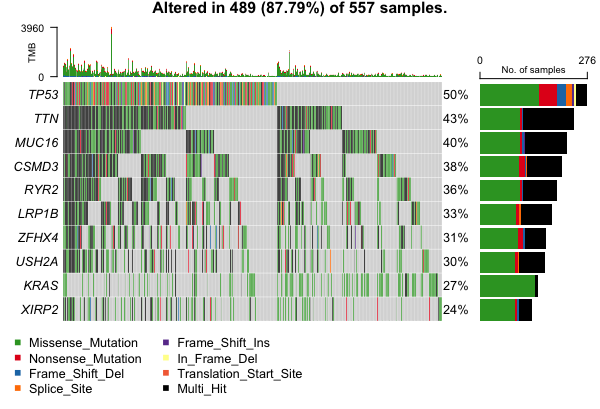 Altered in 489 (87.79%) of 557 samples.
3960
TMB
0
0 276
No. of samples
TP53 50%
TTN 43%
MUC16 40%
CSMD3 38%
RYR2 36%
LRP1B 33%
ZFHX4 31%
USH2A 30%
KRAS 27%
XIRP2 24%
Missense_Mutation Frame_Shift_Ins
Nonsense_Mutation In_Frame_Del
Frame_Shift_Del Translation_Start_Site
Splice_Site Multi_Hit